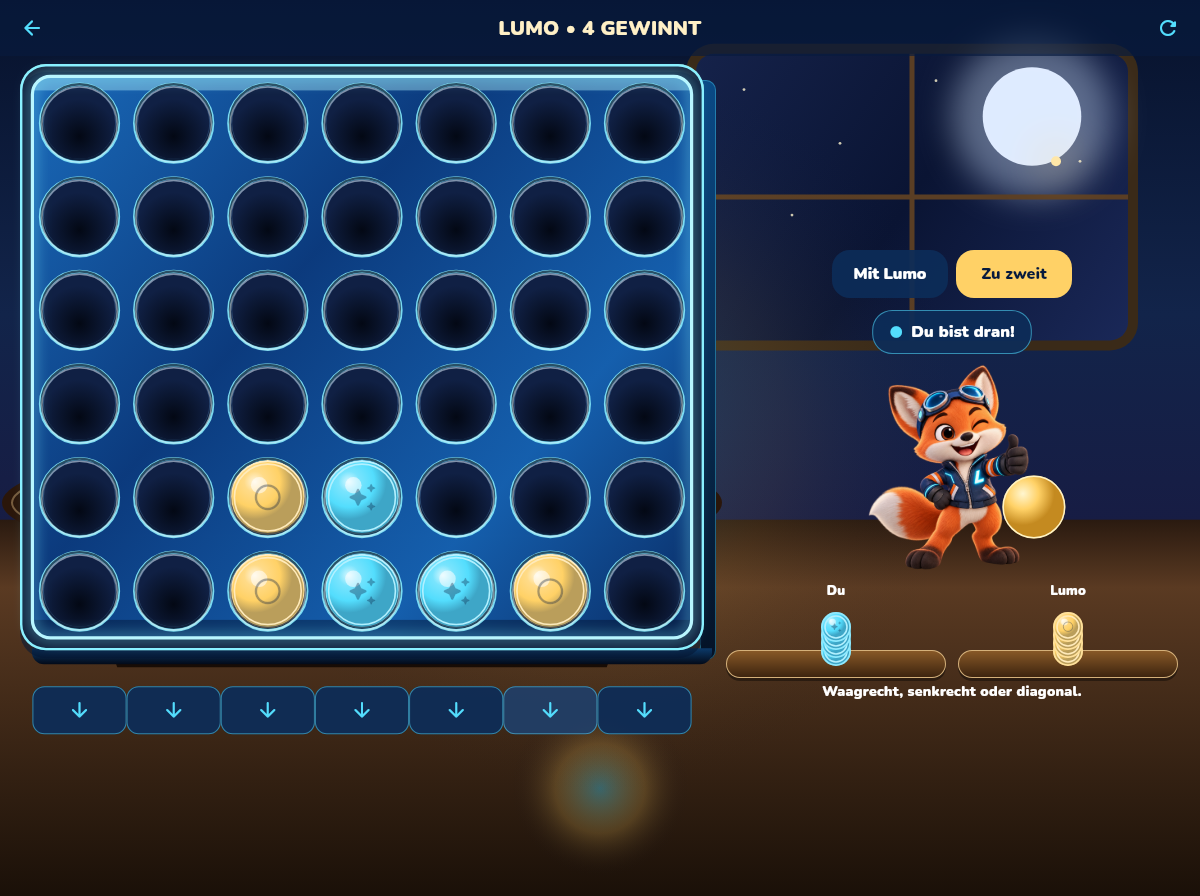 LUMO • 4 GEWINNT
Mit Lumo
Zu zweit
Du bist dran!
L
Du
Lumo
Waagrecht, senkrecht oder diagonal.